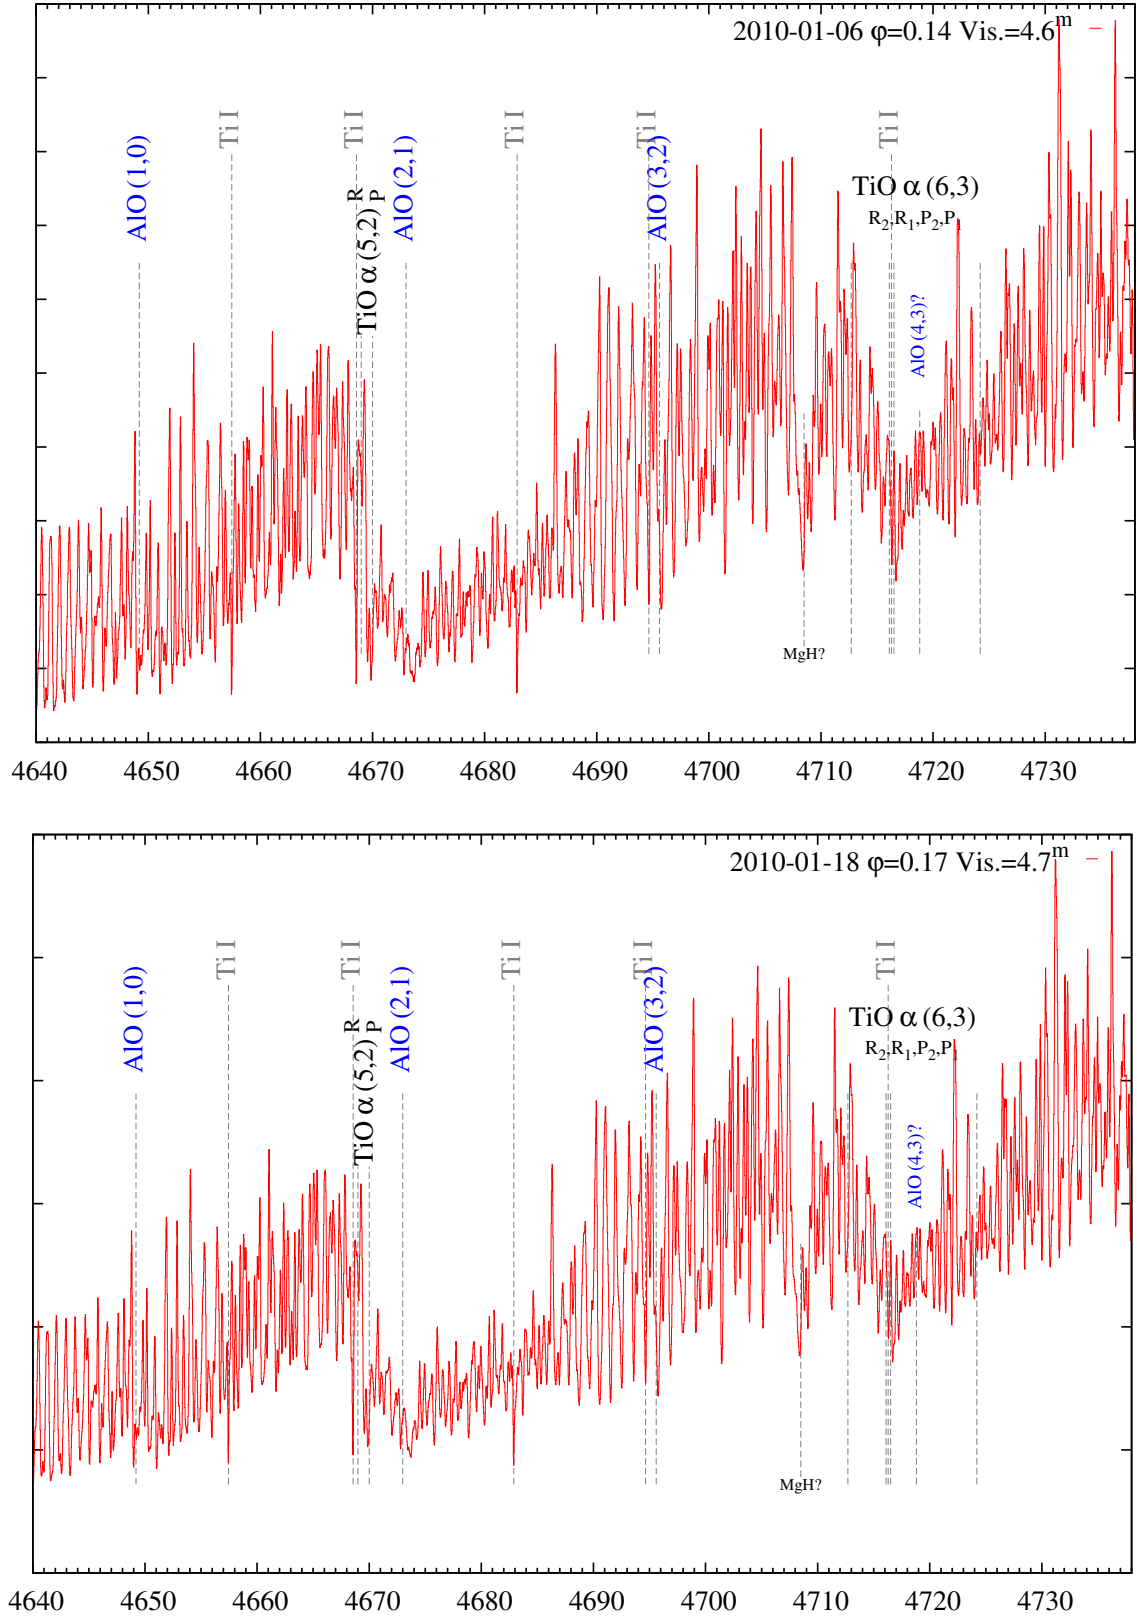 2010-01-06 φ=0.14 Vis.=4.6m
Ti I
Ti I
Ti I
Ti I
Ti I
AlO (1,0)
TiO α (5,2) R P
AlO (2,1)
AlO (3,2)
TiO α (6,3)
R2,R1,P2,P1
AlO (4,3)?
MgH?
4640 4650 4660 4670 4680 4690 4700 4710 4720 4730
2010-01-18 φ=0.17 Vis.=4.7m
Ti I
Ti I
Ti I
Ti I
Ti I
AlO (1,0)
TiO α (5,2) R P
AlO (2,1)
AlO (3,2)
TiO α (6,3)
R2,R1,P2,P1
AlO (4,3)?
MgH?
4640 4650 4660 4670 4680 4690 4700 4710 4720 4730